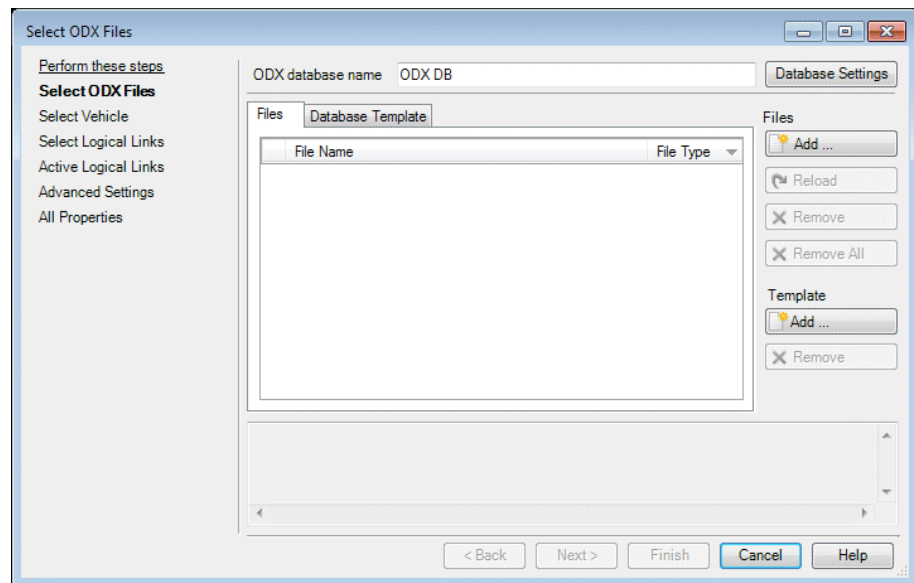 Select ODX Files
Perform these steps
Select ODX Files
Select Vehicle
Select Logical Links
Active Logical Links
Advanced Settings
All Properties
ODX database name ODX DB Database Settings
Files Database Template
File Name File Type
Files
Add ...
Reload
Remove
Remove All
Template
Add ...
Remove
< Back Next > Finish Cancel Help